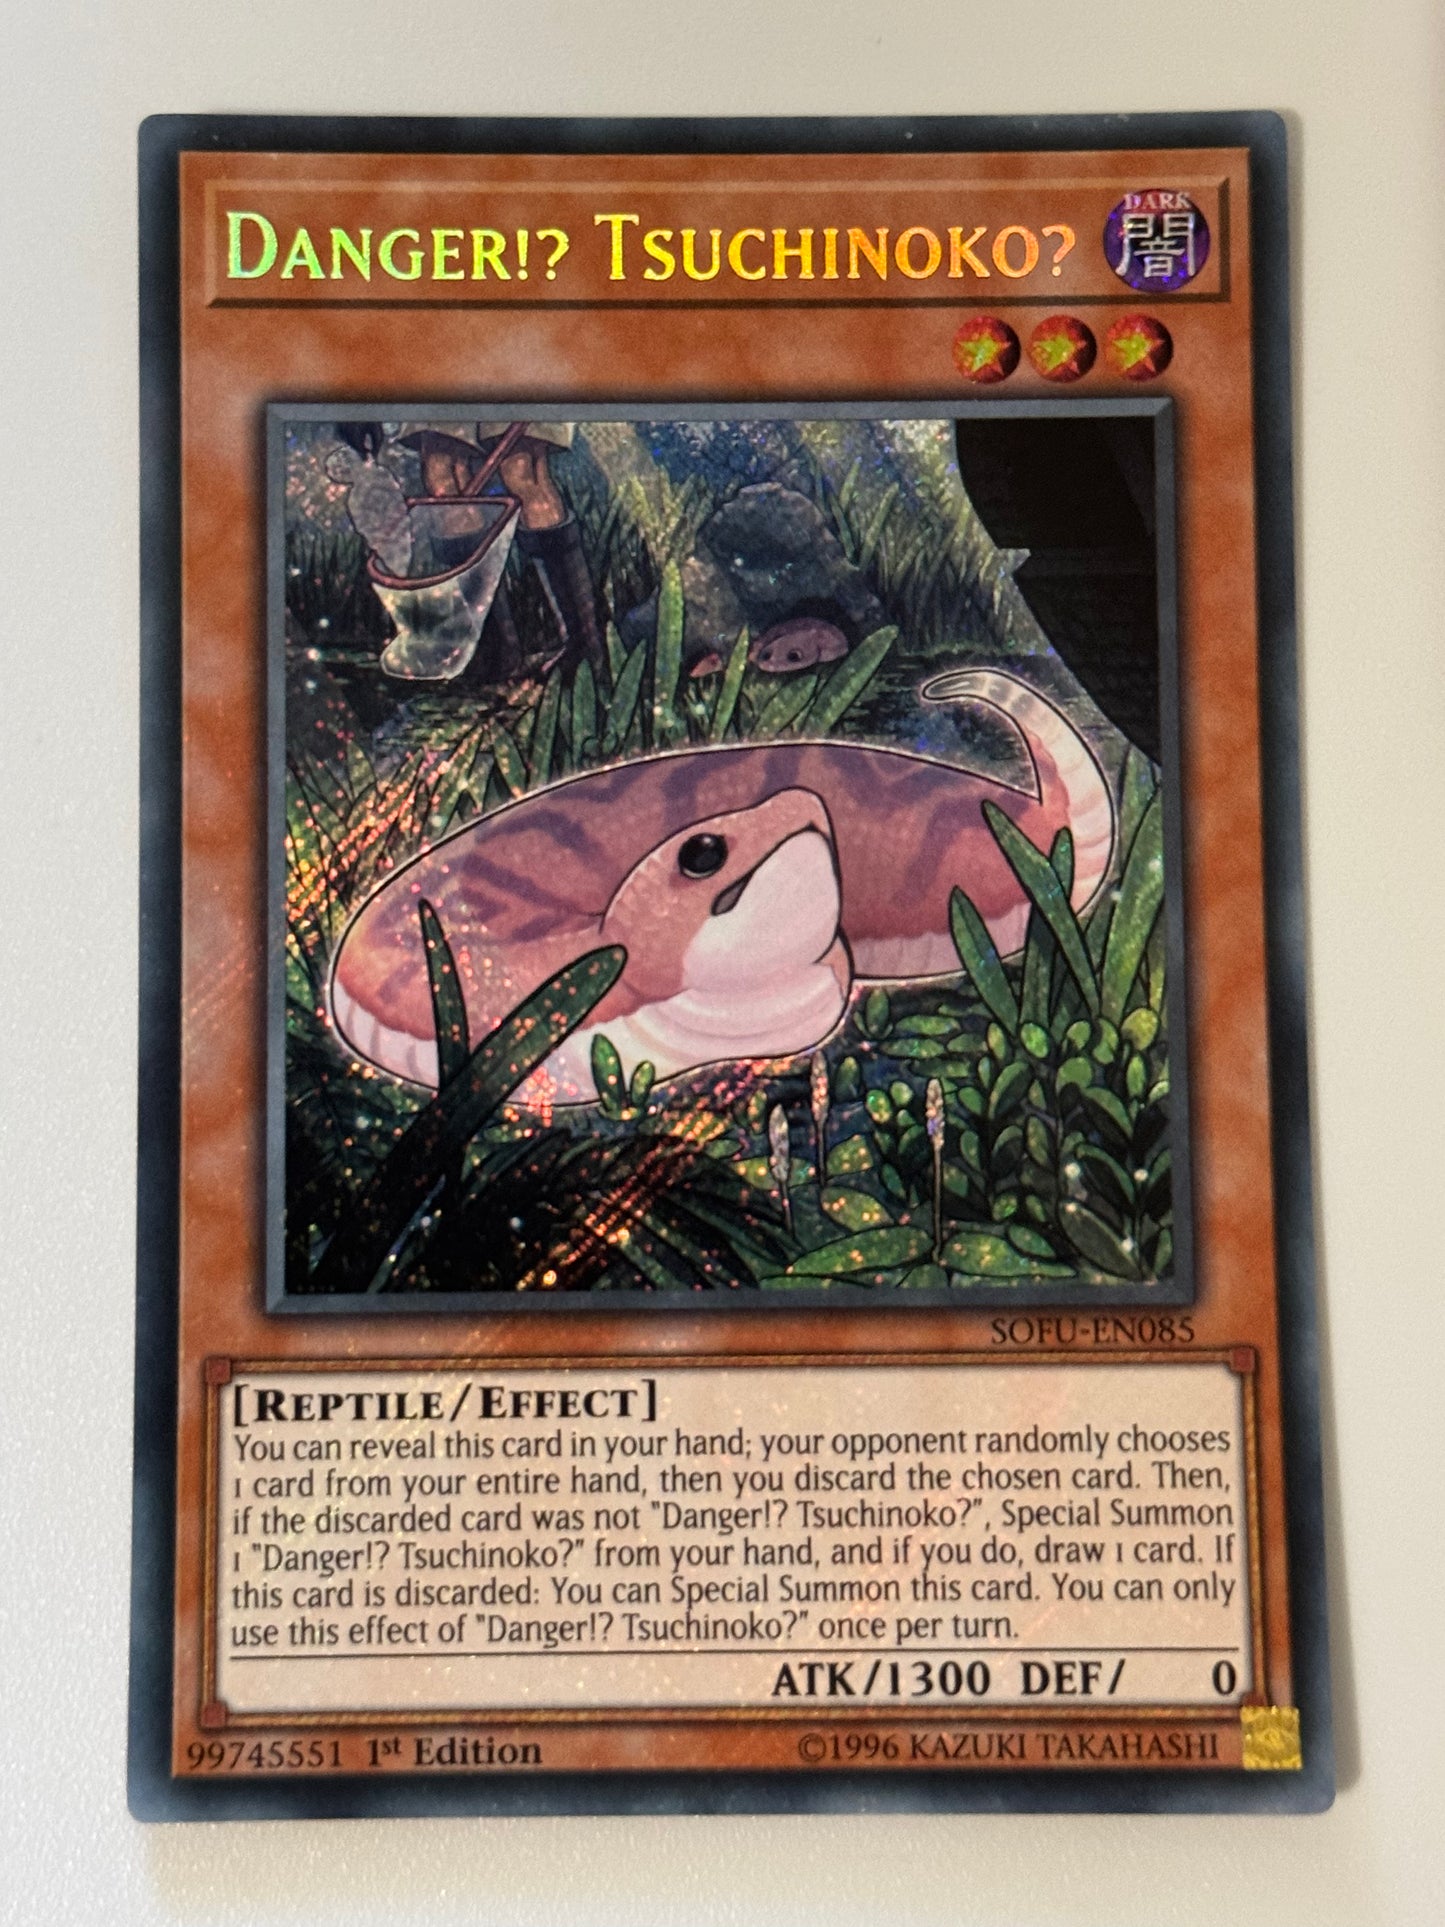 DANGER!? TSUCHINOKO?
DARK
闇
SOFU-EN085
[REPTILE/EFFECT]
You can reveal this card in your hand; your opponent randomly chooses
1 card from your entire hand, then you discard the chosen card. Then,
if the discarded card was not "Danger!? Tsuchinoko?", Special Summon
1 "Danger!? Tsuchinoko?" from your hand, and if you do, draw 1 card. If
this card is discarded: You can Special Summon this card. You can only
use this effect of "Danger!? Tsuchinoko?" once per turn.
ATK/1300 DEF/ 0
99745551 1st Edition ©1996 KAZUKI TAKAHASHI